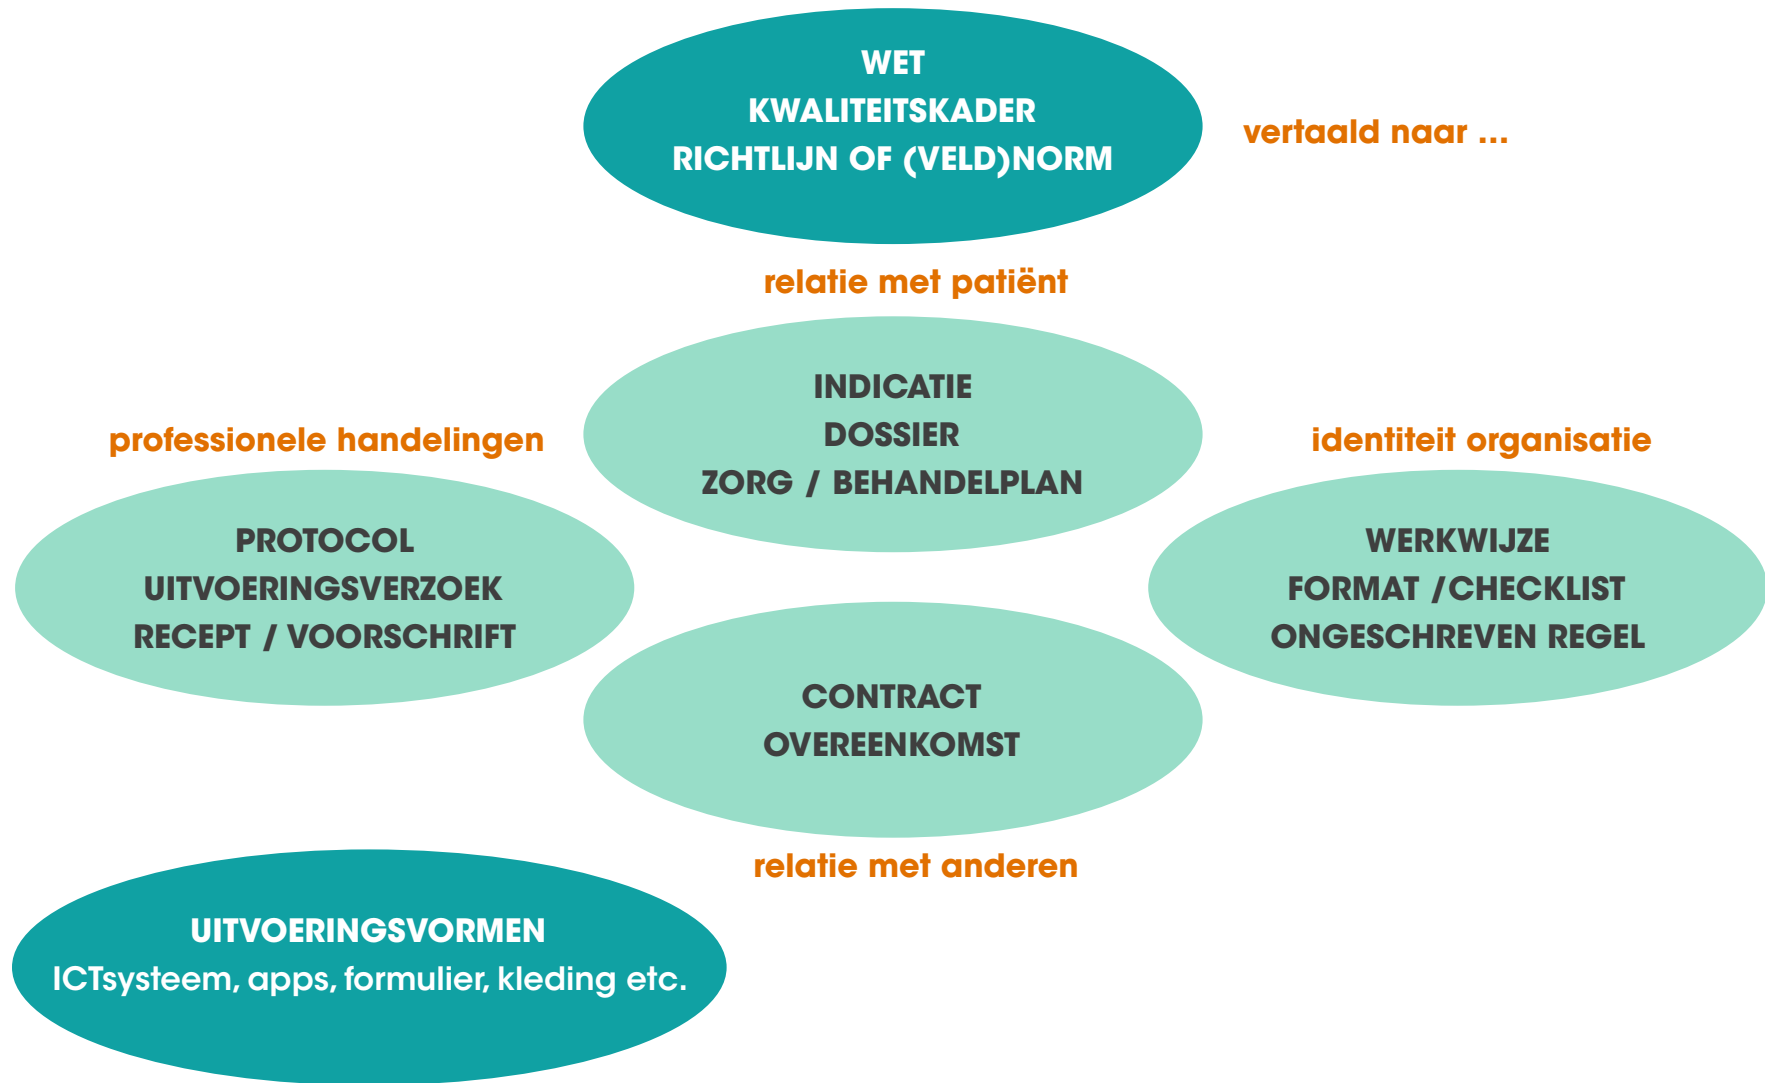 WET
KWALITEITSKADER
RICHTLIJN OF (VELD)NORM
vertaald naar ...
relatie met patiënt
INDICATIE
DOSSIER
ZORG / BEHANDELPLAN
professionele handelingen
PROTOCOL
UITVOERINGSVERZOEK
RECEPT / VOORSCHRIFT
identiteit organisatie
WERKWIJZE
FORMAT /CHECKLIST
ONGESCHREVEN REGEL
CONTRACT
OVEREENKOMST
relatie met anderen
UITVOERINGSVORMEN
ICTsysteem, apps, formulier, kleding etc.